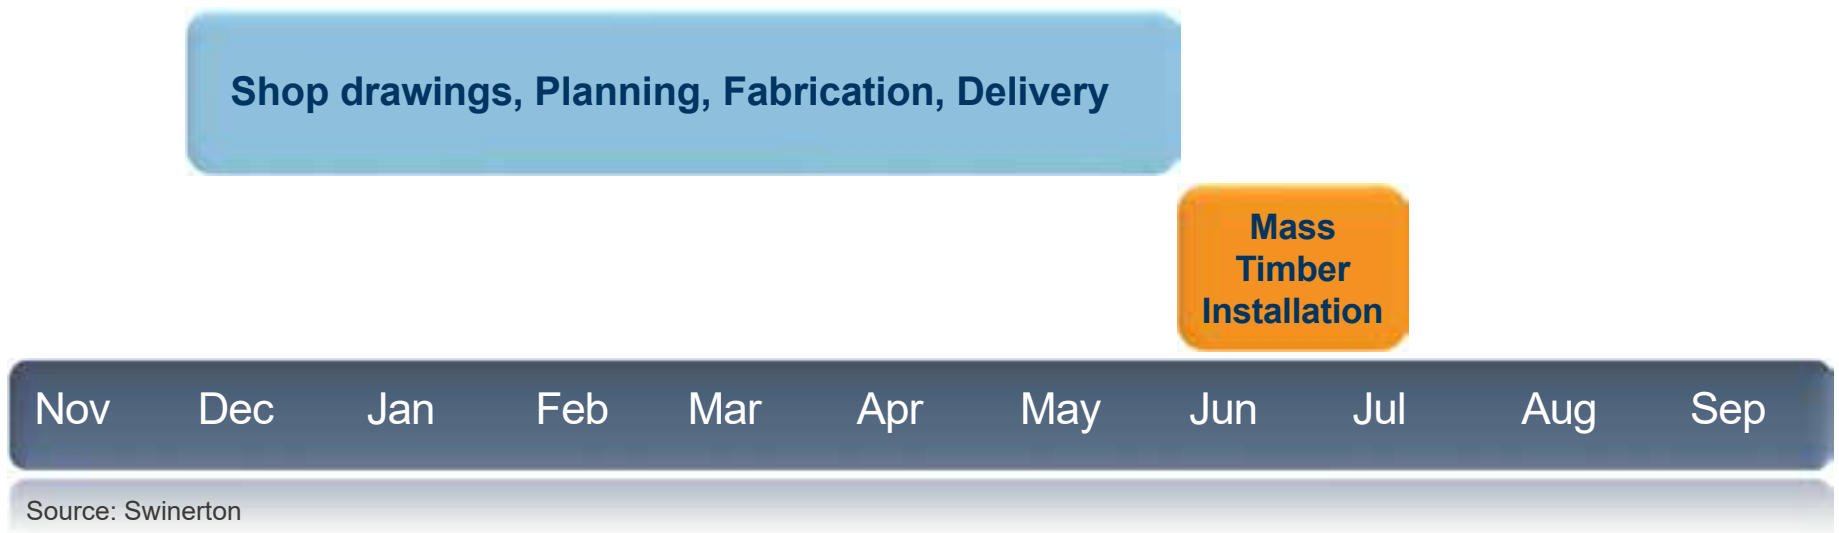 Shop drawings, Planning, Fabrication, Delivery
Mass
Timber
Installation
Nov Dec Jan Feb Mar Apr May Jun Jul Aug Sep
Source: Swinerton